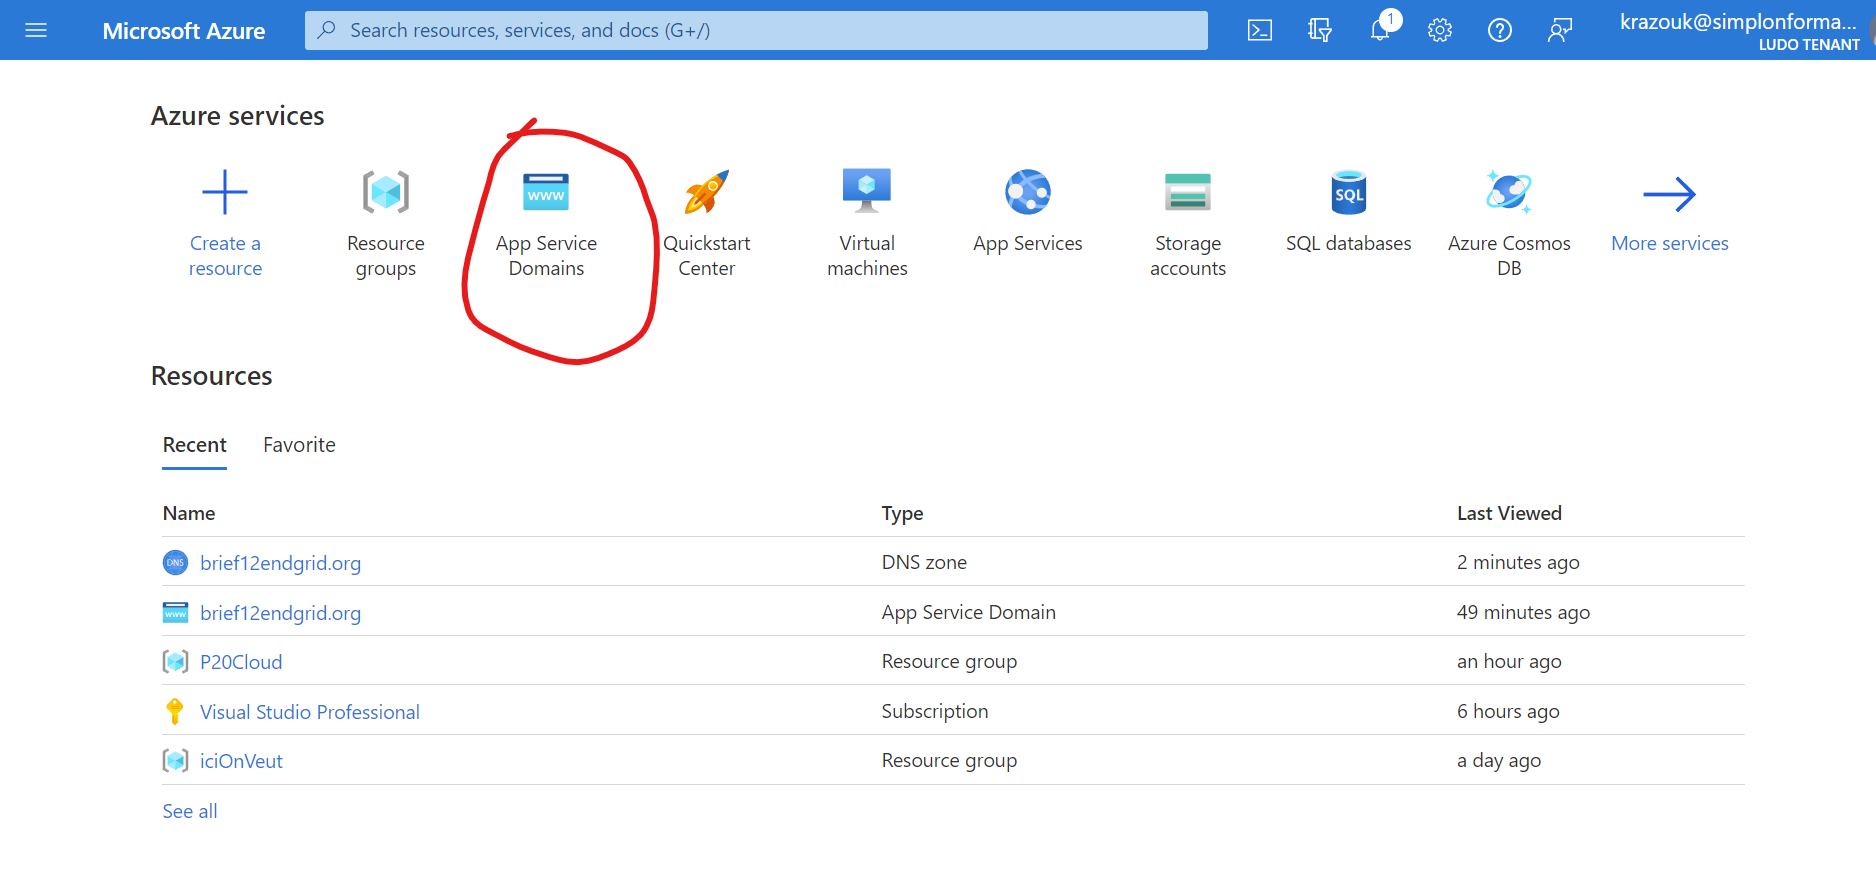 Microsoft Azure
Search resources, services, and docs (G+/)
1
krazouk@simplonforma...
LUDO TENANT
Azure services
Create a
resource
Resource
groups
www
App Service
Domains
Quickstart
Center
Virtual
machines
App Services
Storage
accounts
SQL
SQL databases
Azure Cosmos
DB
More services
Resources
Recent
Favorite
Name
Type
Last Viewed
DNS
brief12endgrid.org
DNS zone
2 minutes ago
www
brief12endgrid.org
App Service Domain
49 minutes ago
P20Cloud
Resource group
an hour ago
Visual Studio Professional
Subscription
6 hours ago
iciOnVeut
Resource group
a day ago
See all